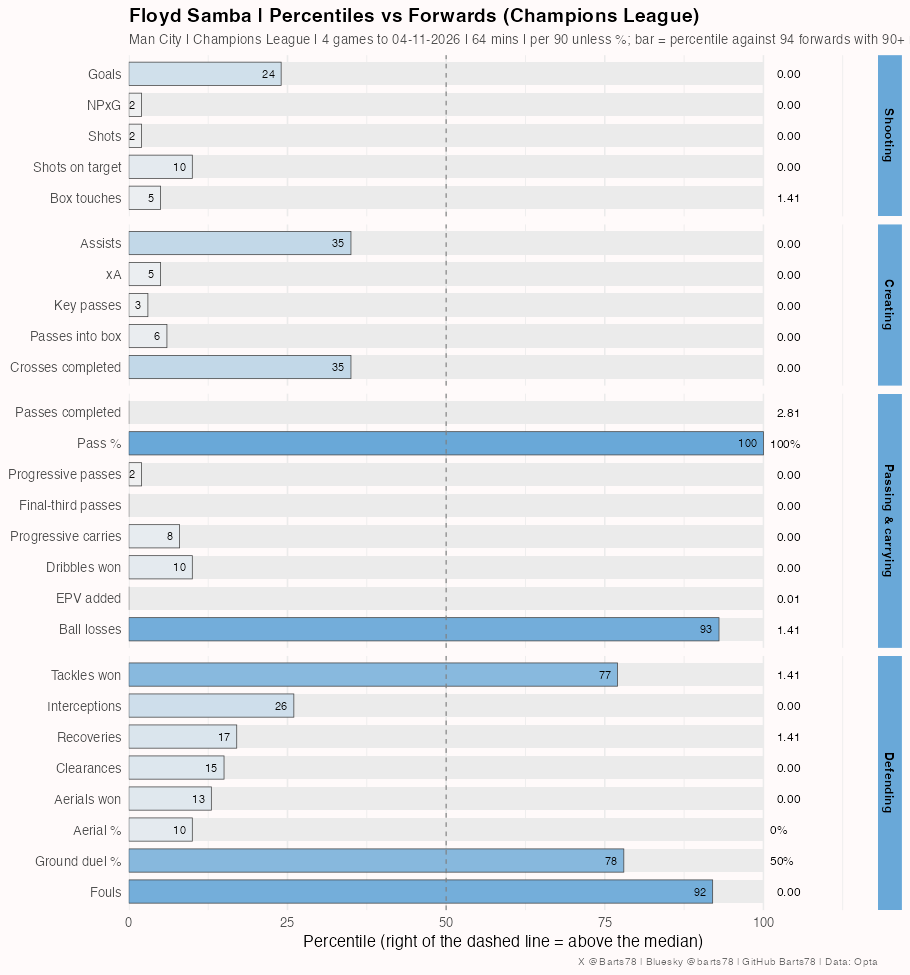 Floyd Samba | Percentiles vs Forwards (Champions League)
Man City | Champions League | 4 games to 04-11-2026 | 64 mins | per 90 unless %; bar = percentile against 94 forwards with 90+
Goals 24 0.00
NPxG 2 0.00
Shots 2 0.00
Shots on target 10 0.00
Box touches 5 1.41
Shooting
Assists 35 0.00
xA 5 0.00
Key passes 3 0.00
Passes into box 6 0.00
Crosses completed 35 0.00
Creating
Passes completed 2.81
Pass % 100 100%
Progressive passes 2 0.00
Final-third passes 0.00
Progressive carries 8 0.00
Dribbles won 10 0.00
EPV added 0.01
Ball losses 93 1.41
Passing & carrying
Tackles won 77 1.41
Interceptions 26 0.00
Recoveries 17 1.41
Clearances 15 0.00
Aerials won 13 0.00
Aerial % 10 0%
Ground duel % 78 50%
Fouls 92 0.00
Defending
0 25 50 75 100
Percentile (right of the dashed line = above the median)
X @Barts78 | Bluesky @barts78 | GitHub Barts78 | Data: Opta